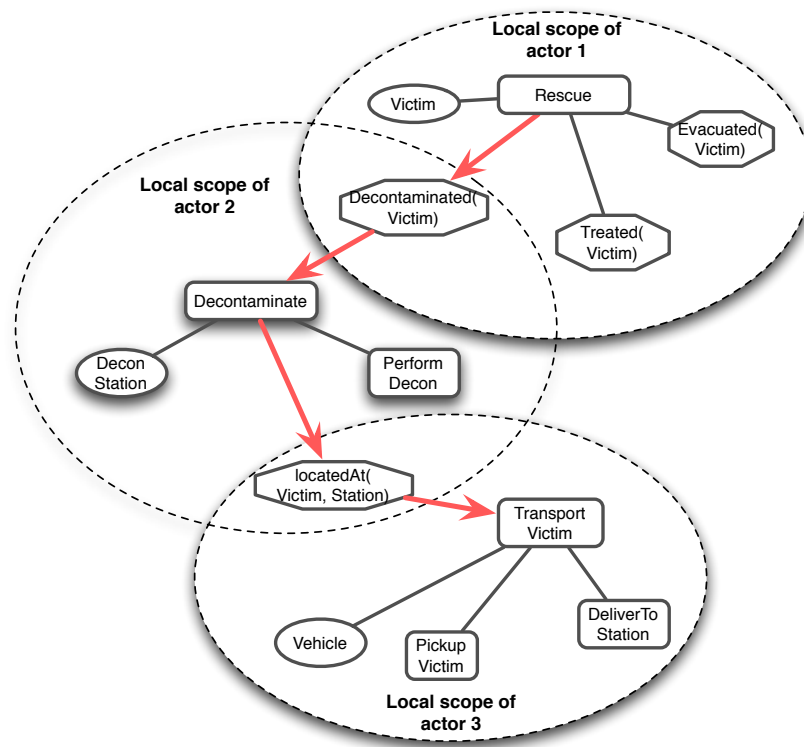 Local scope of
actor 1
Victim
Rescue
Evacuated(
Victim)
Local scope of
actor 2
Decontaminated(
Victim)
Treated(
Victim)
Decontaminate
Decon
Station
Perform
Decon
locatedAt(
Victim, Station)
Transport
Victim
Vehicle
Pickup
Victim
DeliverTo
Station
Local scope of
actor 3